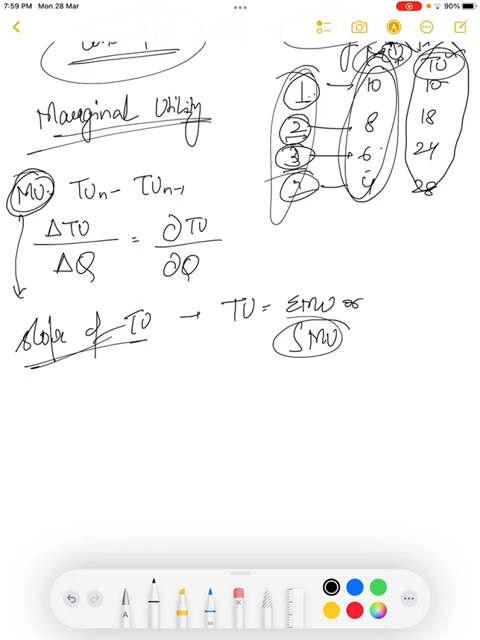 7:59 PM Mon 28 Mar
90%
TU
1 10 10
Marginal Utility
2 8 18
3 6 24
4 28
MU. TUn - TUn-1
ΔTU / ΔQ = ∂TU / ∂Q
slope of TU → TU = ΣMU or
∫MU
A